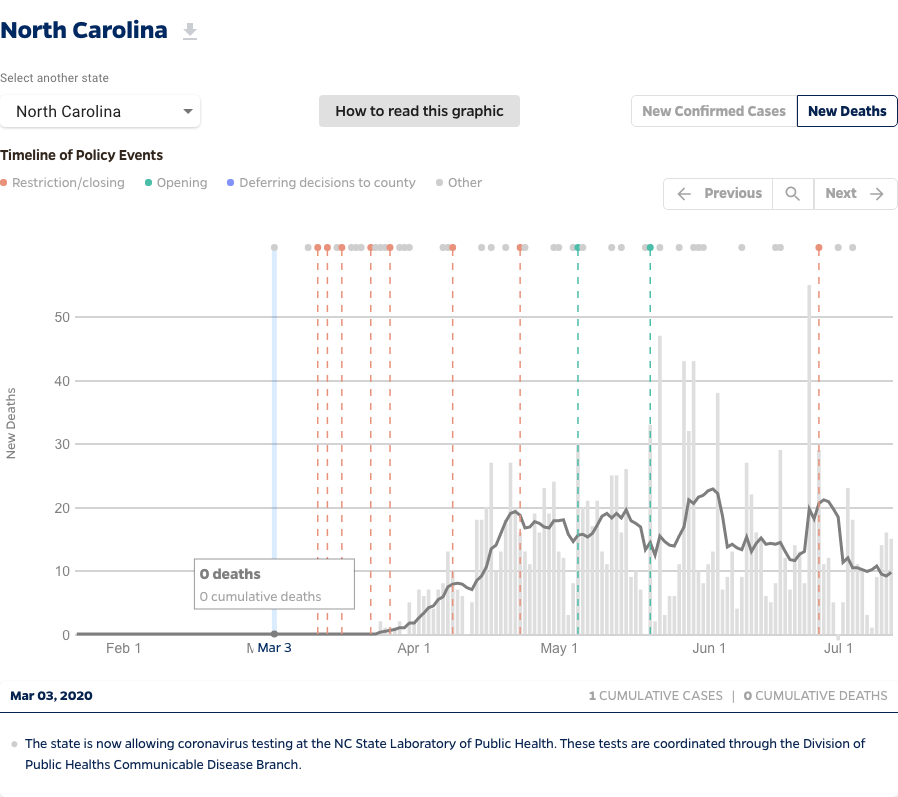 North Carolina
Select another state
North Carolina
How to read this graphic
New Confirmed Cases
New Deaths
Timeline of Policy Events
Restriction/closing
Opening
Deferring decisions to county
Other
Previous
Next
New Deaths
50
40
30
20
10
0
0 deaths
0 cumulative deaths
Feb 1
Mar 3
Apr 1
May 1
Jun 1
Jul 1
Mar 03, 2020
1 CUMULATIVE CASES | 0 CUMULATIVE DEATHS
The state is now allowing coronavirus testing at the NC State Laboratory of Public Health. These tests are coordinated through the Division of
Public Healths Communicable Disease Branch.